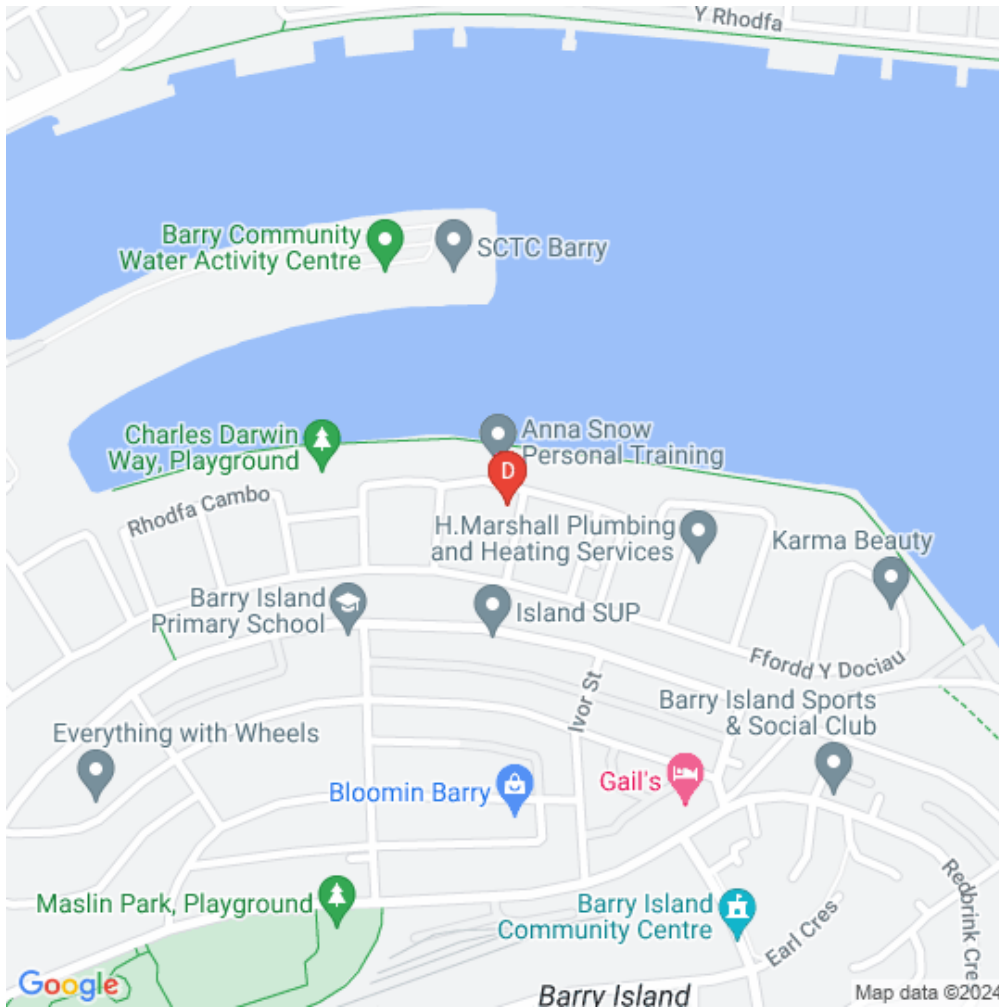 Y Rhodfa
Barry Community
Water Activity Centre
SCTC Barry
Charles Darwin
Way, Playground
Anna Snow
Personal Training
D
Rhodfa Cambo
H.Marshall Plumbing
and Heating Services
Karma Beauty
Barry Island
Primary School
Island SUP
Ffordd Y Dociau
Ivor St
Barry Island Sports
& Social Club
Everything with Wheels
Gail's
Bloomin Barry
Redbrink Cre
Maslin Park, Playground
Barry Island
Community Centre
Earl Cres
Google
Barry Island
Map data ©2024